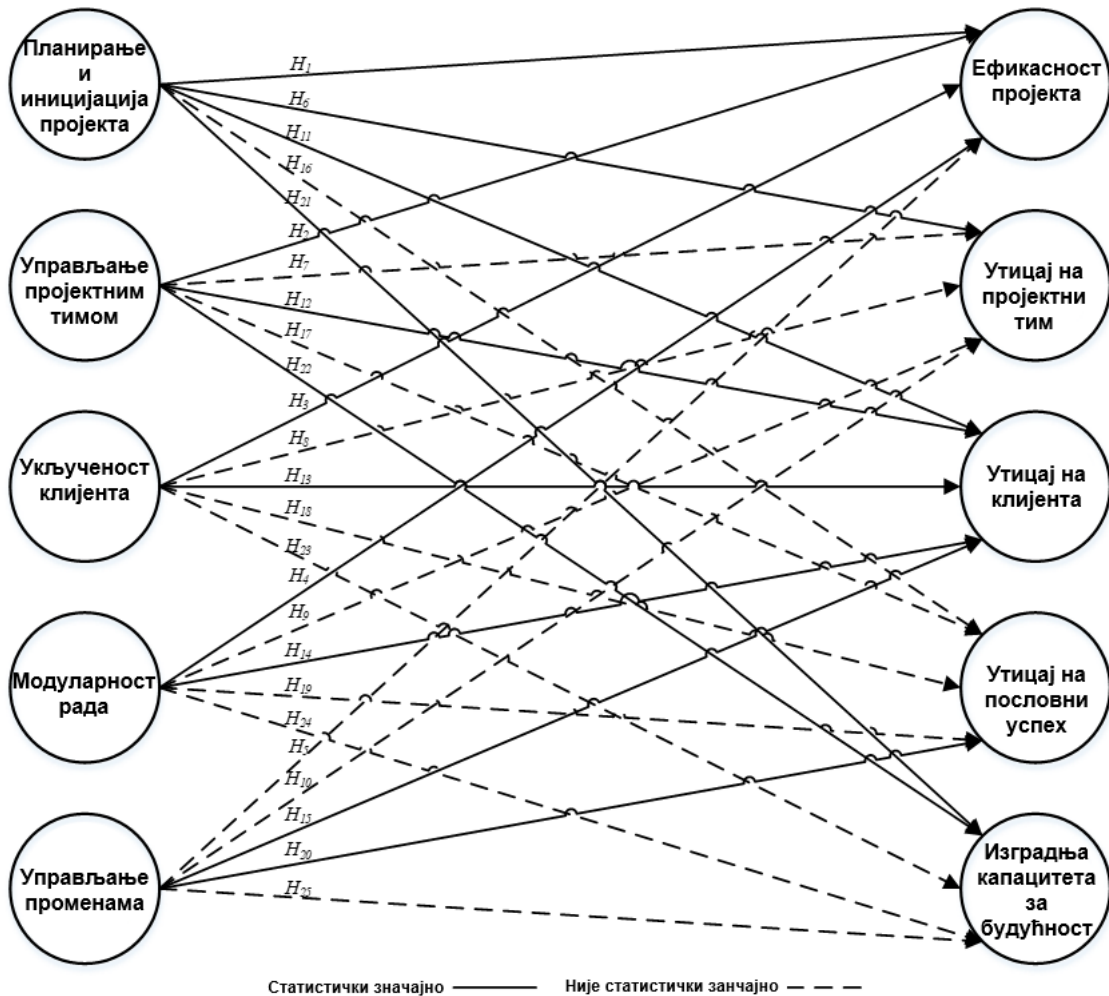 Планирање
и
иницијација
пројекта
Управљање
пројектним
тимом
Укљученост
клијента
Модуларност
рада
Управљање
променама
H1
H6
H11
H16
H21
H2
H7
H12
H17
H22
H3
H8
H13
H18
H23
H4
H9
H14
H19
H24
H5
H10
H15
H20
H25
Ефикасност
пројекта
Утицај на
пројектни
тим
Утицај на
клијента
Утицај на
пословни
успех
Изградња
капацитета
за
будућност
Статистички значајно
Није статистички занчајно